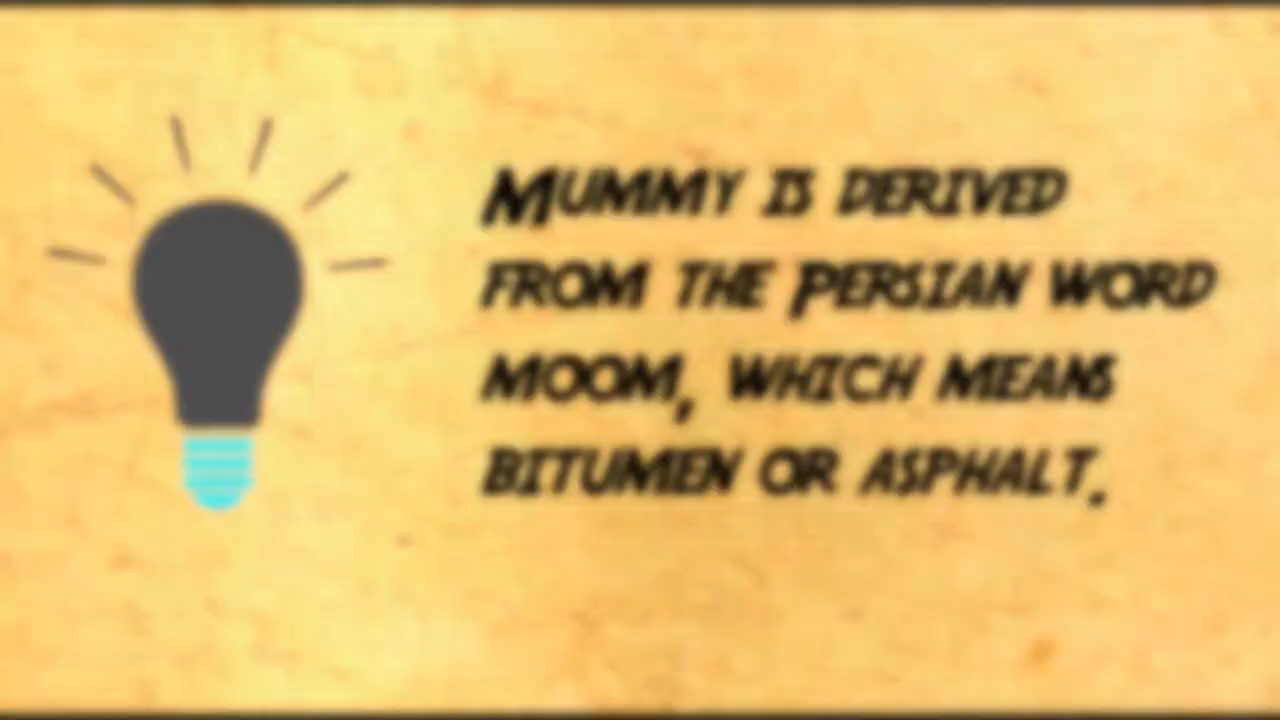 Mummy is derived
from the Persian word
moom, which means
bitumen or asphalt.